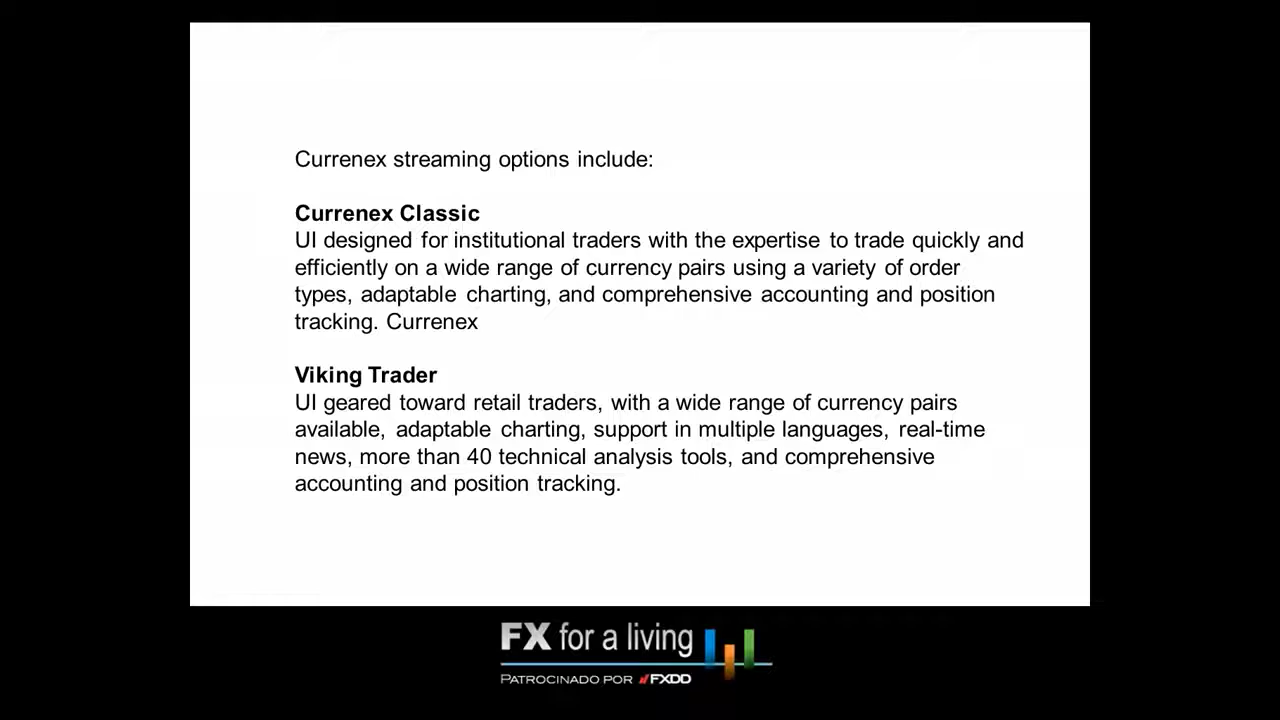 Currenex streaming options include:
Currenex Classic
UI designed for institutional traders with the expertise to trade quickly and
efficiently on a wide range of currency pairs using a variety of order
types, adaptable charting, and comprehensive accounting and position
tracking. Currenex
Viking Trader
UI geared toward retail traders, with a wide range of currency pairs
available, adaptable charting, support in multiple languages, real-time
news, more than 40 technical analysis tools, and comprehensive
accounting and position tracking.
FX for a living
PATROCINADO POR FXDD